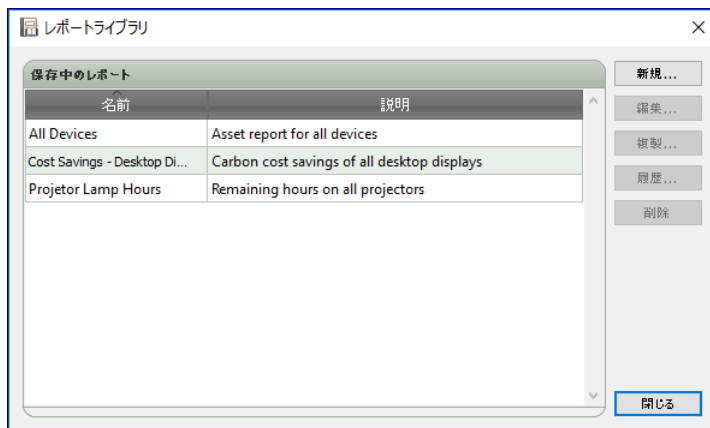 レポートライブラリ
保存中のレポート
名前 説明
All Devices Asset report for all devices
Cost Savings - Desktop Di... Carbon cost savings of all desktop displays
Projetor Lamp Hours Remaining hours on all projectors
新規...
編集...
複製...
履歴...
削除
閉じる